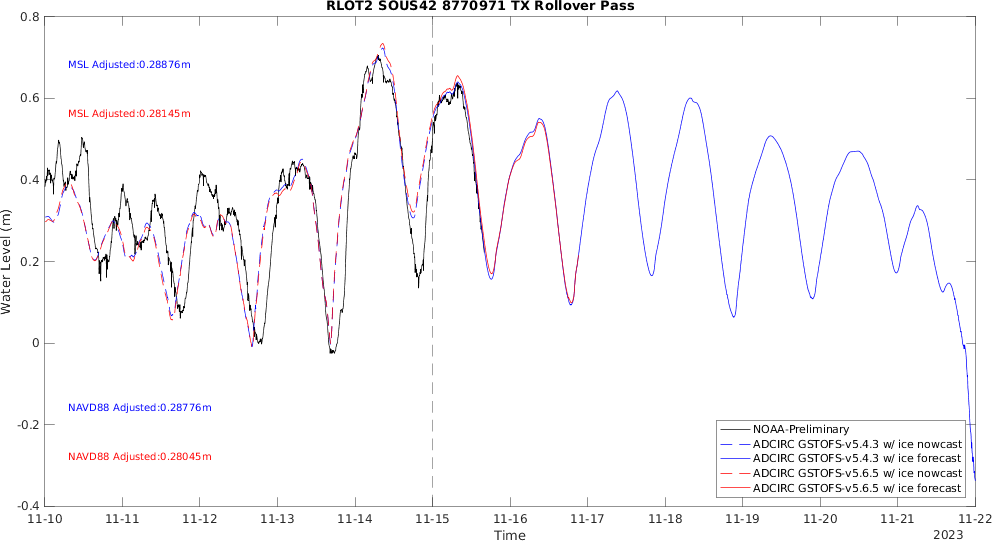 RLOT2 SOUS42 8770971 TX Rollover Pass
0.8
0.6
0.4
0.2
0
-0.2
-0.4
Water Level (m)
MSL Adjusted:0.28876m
MSL Adjusted:0.28145m
NAVD88 Adjusted:0.28776m
NAVD88 Adjusted:0.28045m
NOAA-Preliminary
ADCIRC GSTOFS-v5.4.3 w/ ice nowcast
ADCIRC GSTOFS-v5.4.3 w/ ice forecast
ADCIRC GSTOFS-v5.6.5 w/ ice nowcast
ADCIRC GSTOFS-v5.6.5 w/ ice forecast
11-10 11-11 11-12 11-13 11-14 11-15 11-16 11-17 11-18 11-19 11-20 11-21 11-22
Time
2023